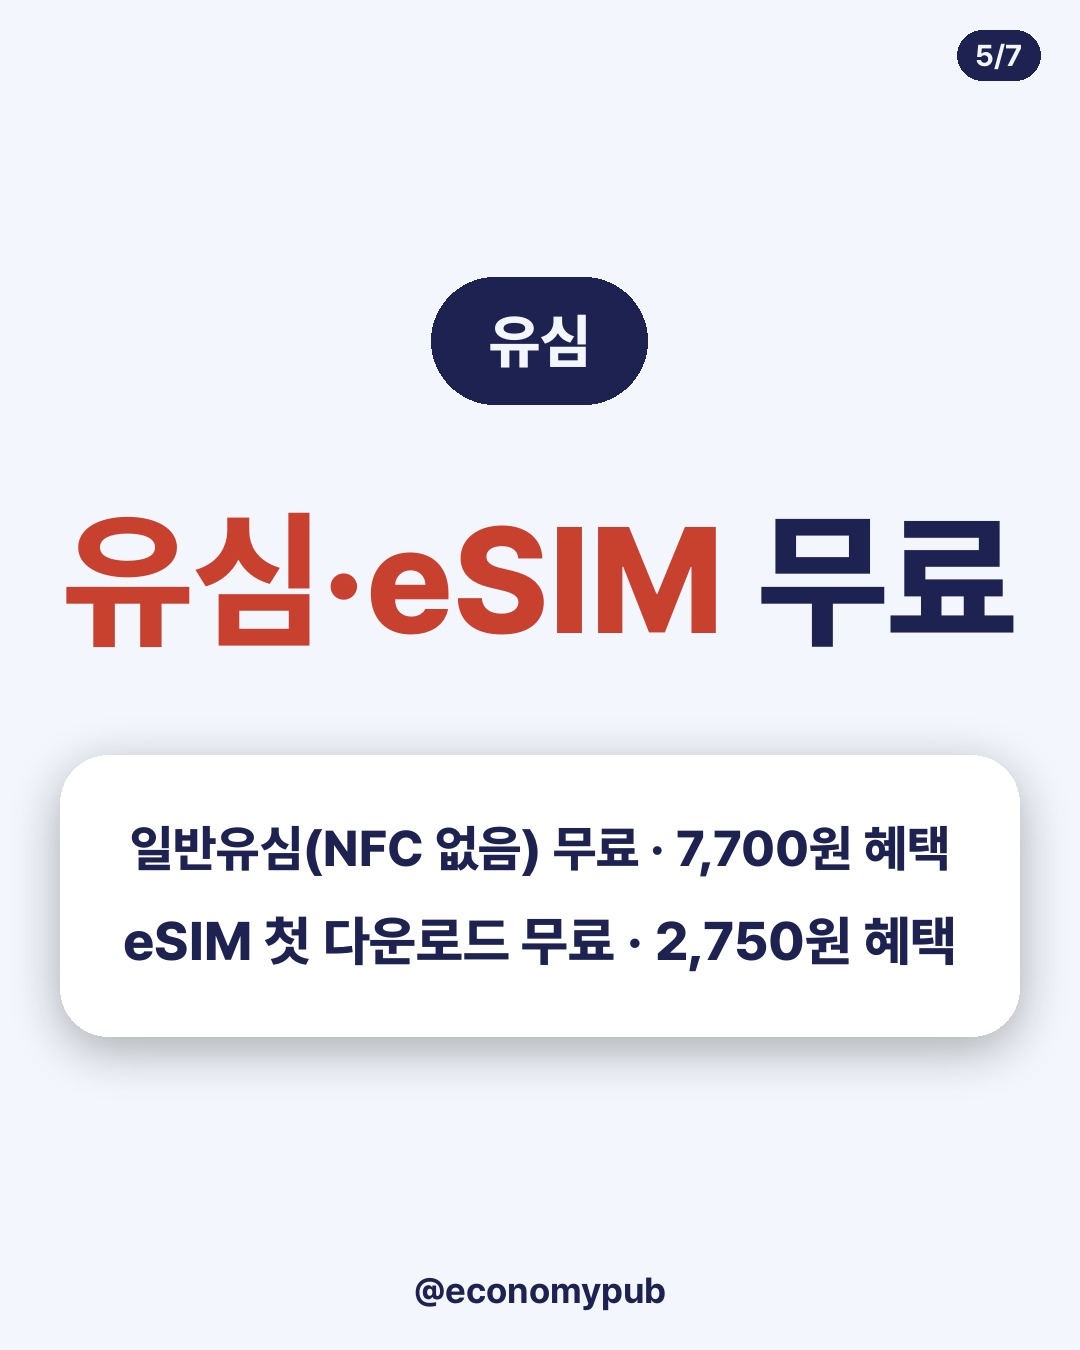 5/7
유심
유심·eSIM 무료
일반유심(NFC 없음) 무료 · 7,700원 혜택
eSIM 첫 다운로드 무료 · 2,750원 혜택
@economypub